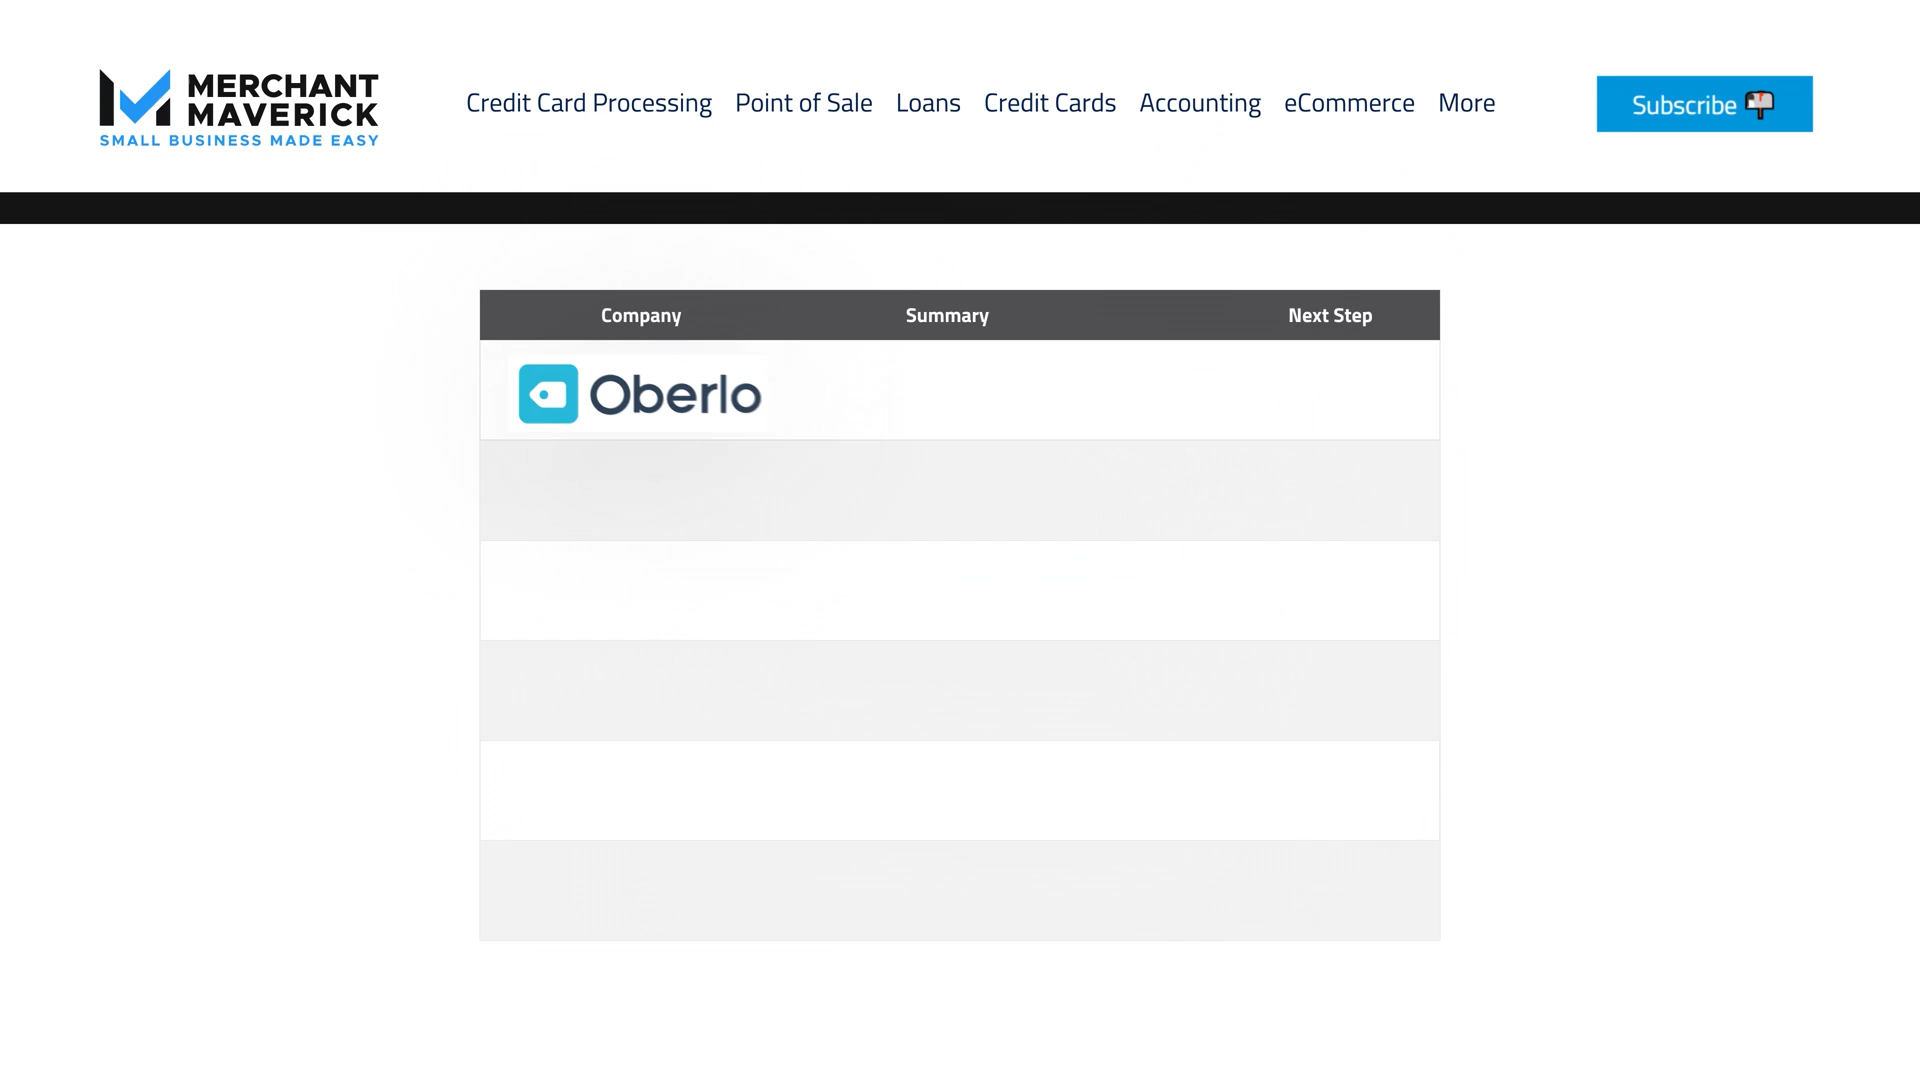 MERCHANT
MAVERICK
SMALL BUSINESS MADE EASY
Credit Card Processing Point of Sale Loans Credit Cards Accounting eCommerce More
Subscribe
Company Summary Next Step
Oberlo